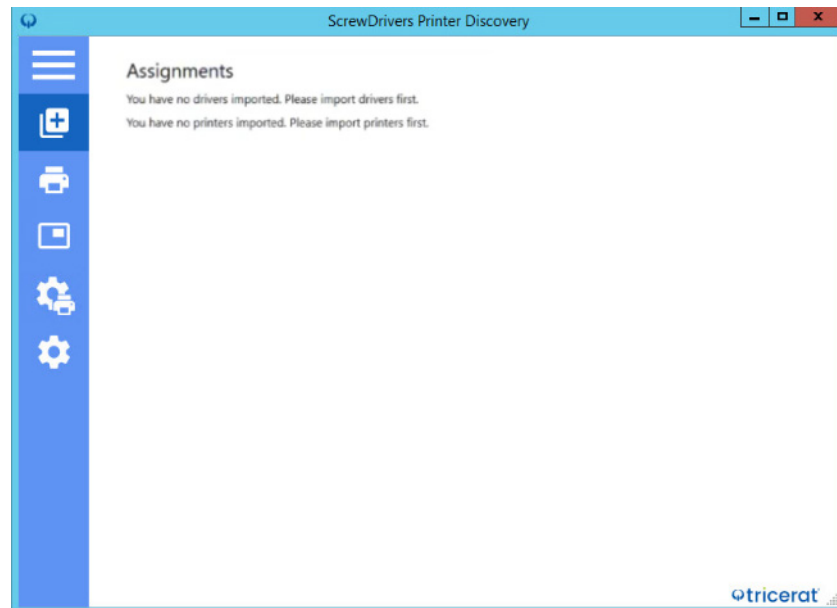 ScrewDrivers Printer Discovery
Assignments
You have no drivers imported. Please import drivers first.
You have no printers imported. Please import printers first.
tricerat